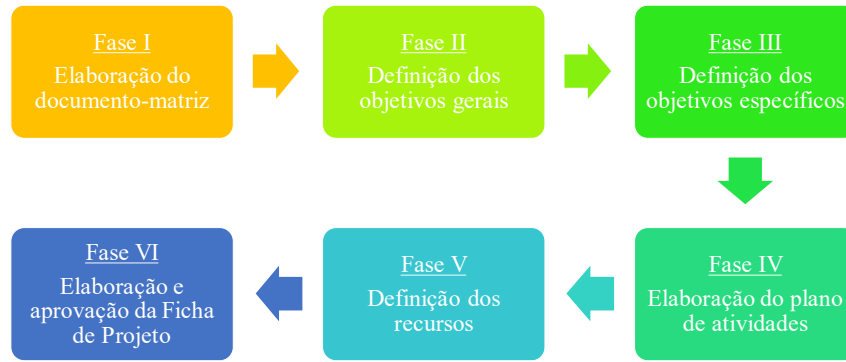 Fase I
Elaboração do
documento-matriz
Fase II
Definição dos
objetivos gerais
Fase III
Definição dos
objetivos específicos
Fase IV
Elaboração do plano
de atividades
Fase V
Definição dos
recursos
Fase VI
Elaboração e
aprovação da Ficha
de Projeto